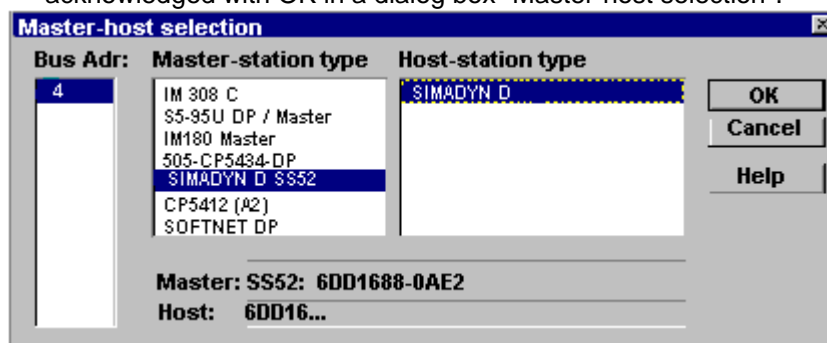 acknowledged with OK in a dialog box "Master-host selection".
Master-host selection
Bus Adr: Master-station type Host-station type
4
IM 308 C
S5-95U DP / Master
IM180 Master
505-CP5434-DP
SIMADYN D SS52
CP5412 (A2)
SOFTNET DP
SIMADYN D
OK
Cancel
Help
Master: SS52: 6DD1688-0AE2
Host: 6DD16...